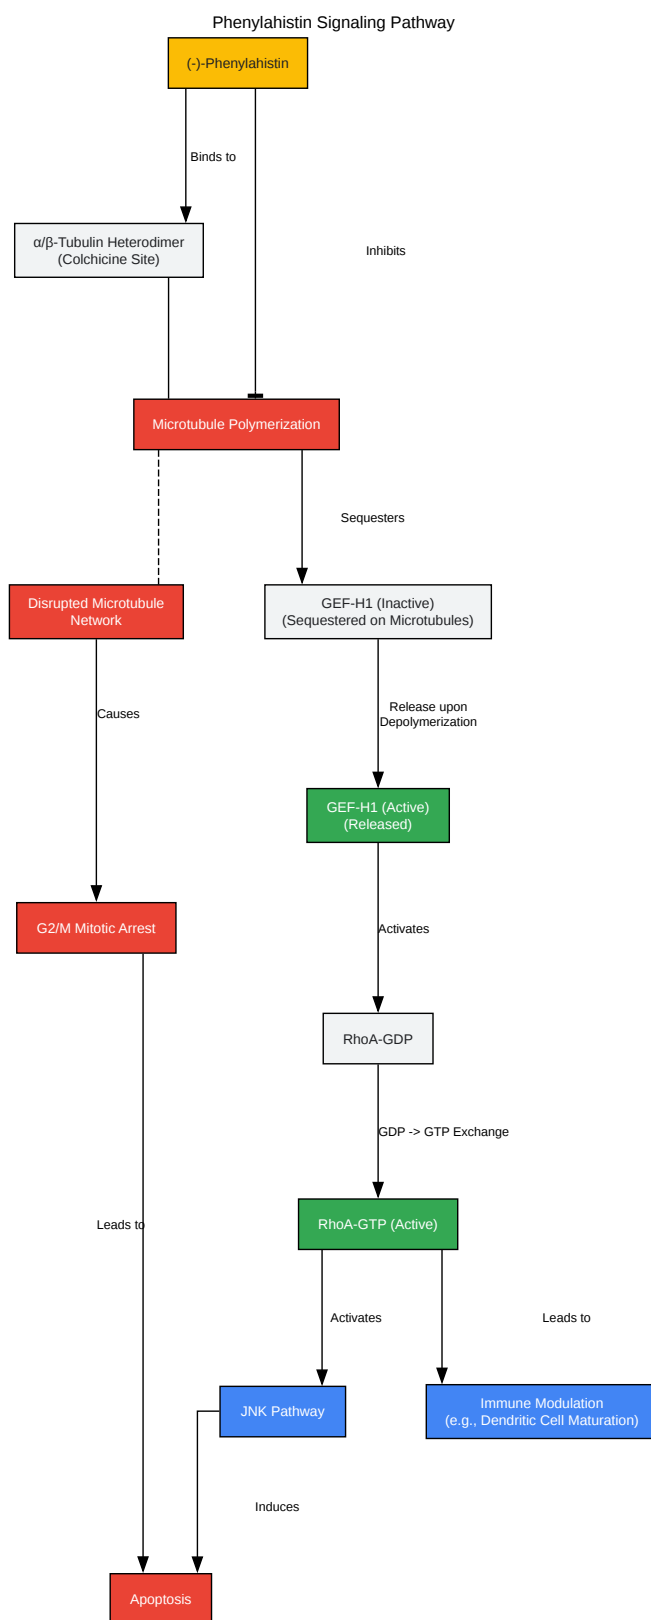 Phenylahistin Signaling Pathway
(-)-Phenylahistin
Binds to
α/β-Tubulin Heterodimer
(Colchicine Site)
Inhibits
Microtubule Polymerization
Sequesters
Disrupted Microtubule
Network
GEF-H1 (Inactive)
(Sequestered on Microtubules)
Causes
Release upon
Depolymerization
GEF-H1 (Active)
(Released)
G2/M Mitotic Arrest
Activates
RhoA-GDP
GDP -> GTP Exchange
Leads to
RhoA-GTP (Active)
Activates
Leads to
JNK Pathway
Immune Modulation
(e.g., Dendritic Cell Maturation)
Induces
Apoptosis